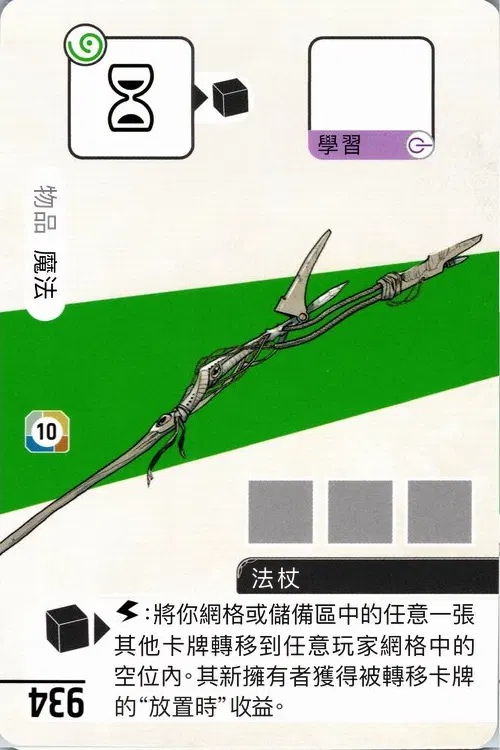 學習
物品 魔法
10
法杖
:將你網格或儲備區中的任意一張
其他卡牌轉移到任意玩家網格中的
空位內。其新擁有者獲得被轉移卡牌
的“放置時”收益。
934